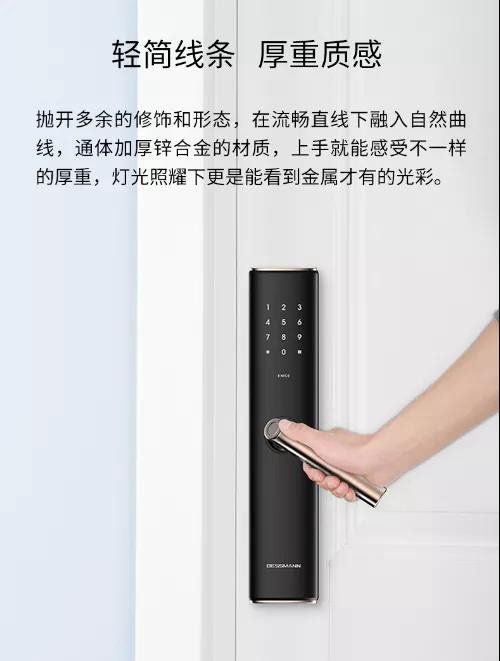 轻简线条 厚重质感
抛开多余的修饰和形态，在流畅直线下融入自然曲
线，通体加厚锌合金的材质，上手就能感受不一样
的厚重，灯光照耀下更是能看到金属才有的光彩。
1 2 3
4 5 6
7 8 9
* 0
DESSMANN